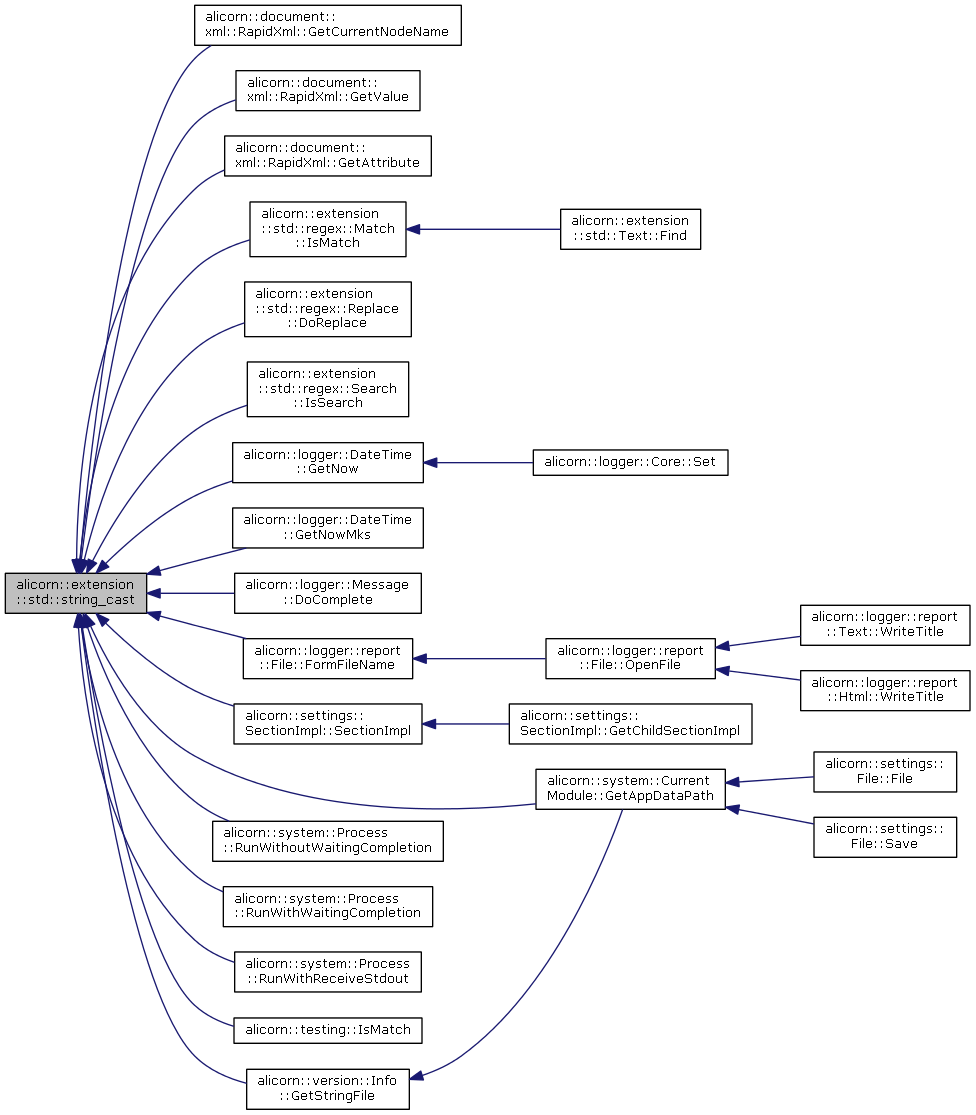 alicorn::document::
xml::RapidXml::GetCurrentNodeName
alicorn::document::
xml::RapidXml::GetValue
alicorn::document::
xml::RapidXml::GetAttribute
alicorn::extension
::std::regex::Match
::IsMatch
alicorn::extension
::std::Text::Find
alicorn::extension
::std::regex::Replace
::DoReplace
alicorn::extension
::std::regex::Search
::IsSearch
alicorn::logger::DateTime
::GetNow
alicorn::logger::Core::Set
alicorn::logger::DateTime
::GetNowMks
alicorn::extension
::std::string_cast
alicorn::logger::Message
::DoComplete
alicorn::logger::report
::File::FormFileName
alicorn::logger::report
::File::OpenFile
alicorn::logger::report
::Text::WriteTitle
alicorn::logger::report
::Html::WriteTitle
alicorn::settings::
SectionImpl::SectionImpl
alicorn::settings::
SectionImpl::GetChildSectionImpl
alicorn::system::Current
Module::GetAppDataPath
alicorn::settings::
File::File
alicorn::settings::
File::Save
alicorn::system::Process
::RunWithoutWaitingCompletion
alicorn::system::Process
::RunWithWaitingCompletion
alicorn::system::Process
::RunWithReceiveStdout
alicorn::testing::IsMatch
alicorn::version::Info
::GetStringFile